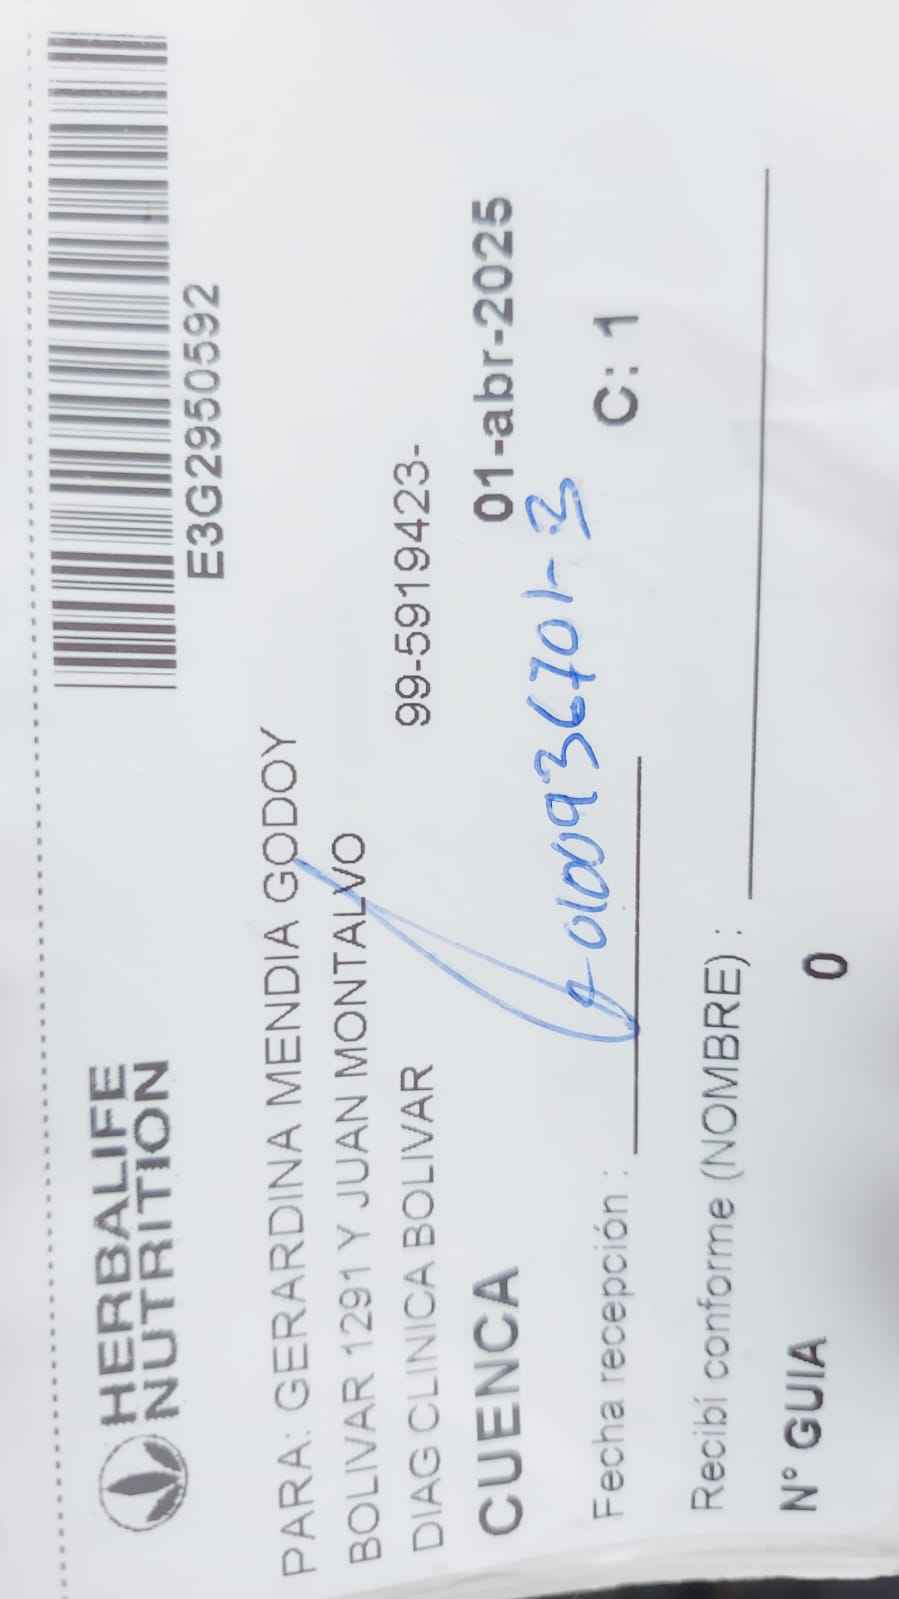 HERBALIFE
NUTRITION
E3G2950592
PARA: GERARDINA MENDIA GODOY
BOLIVAR 1291 Y JUAN MONTALVO
DIAG CLINICA BOLIVAR 99-5919423-
CUENCA 01-abr-2025
0100936701-3
Fecha recepción : C: 1
Recibí conforme (NOMBRE) :
N° GUIA 0